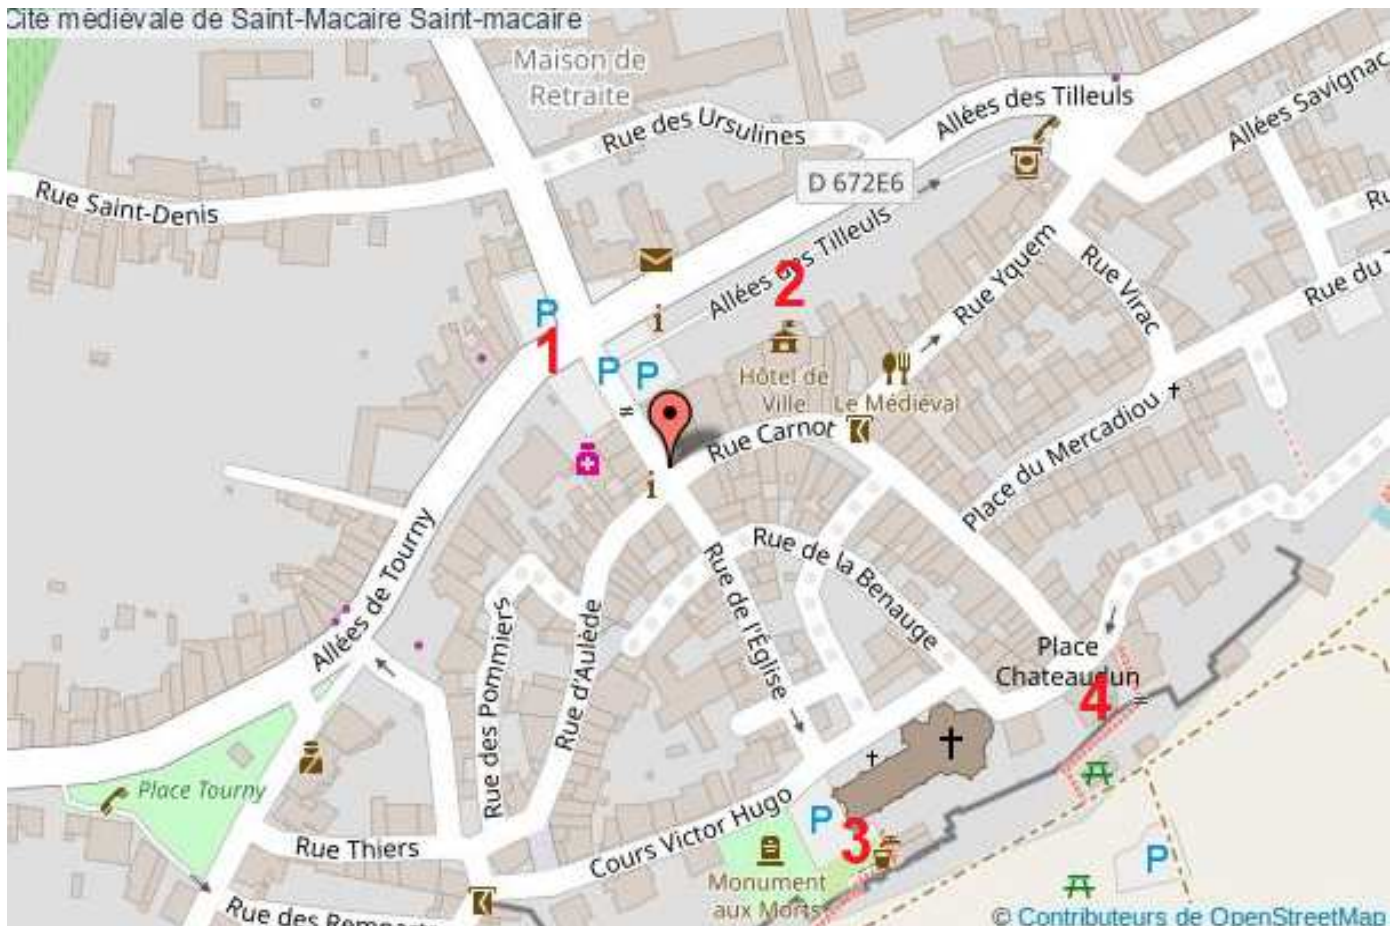 Cité médiévale de Saint-Macaire Saint-macaire
Maison de
Retraite
Allées des Tilleuls
Allées Savignac
Rue des Ursulines
D 672E6
Rue Saint-Denis
Allées des Tilleuls
Ru
P
1
i
2
Rue Yquem
Rue Virac
Rue du
P
P
Hôtel de
Ville
Le Médiéval
Rue Carnot
Place du Mercadiou
i
Allées de Tourny
Rue de la Benauge
Rue de l'Église
Rue des Pommiers
Rue d'Aulède
Place
Chateaudun
4
Place Tourny
Cours Victor Hugo
P
3
P
Rue Thiers
Monument
aux Morts
Rue des Remparts
© Contributeurs de OpenStreetMap